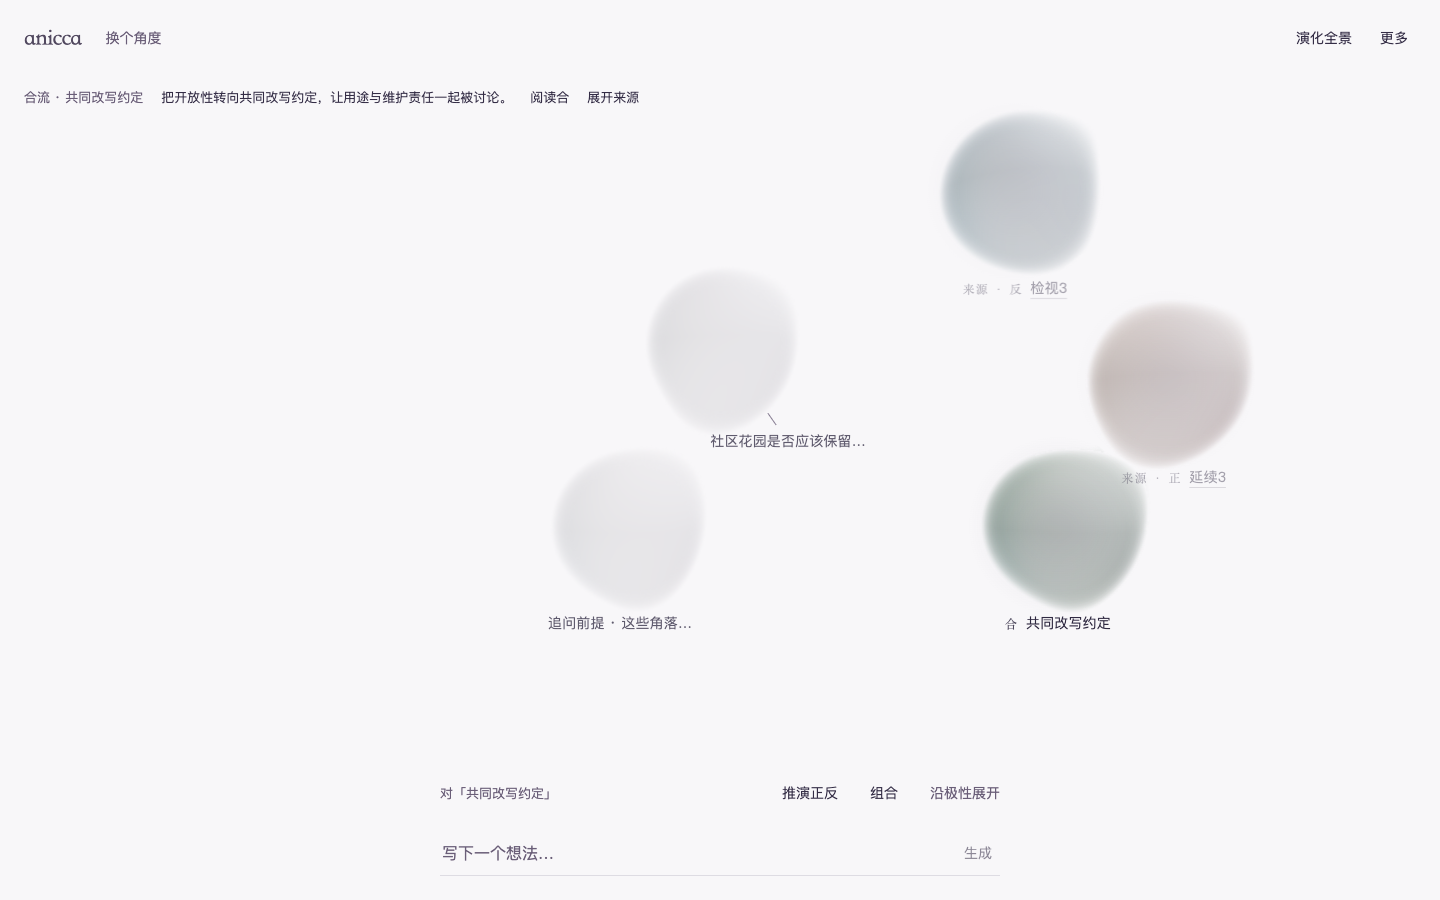 anicca 换个角度 演化全景 更多
合流 · 共同改写约定 把开放性转向共同改写约定，让用途与维护责任一起被讨论。 阅读合 展开来源
来源 · 反 检视3
社区花园是否应该保留…
来源 · 正 延续3
追问前提 · 这些角落…
合 共同改写约定
对「共同改写约定」 推演正反 组合 沿极性展开
写下一个想法… 生成